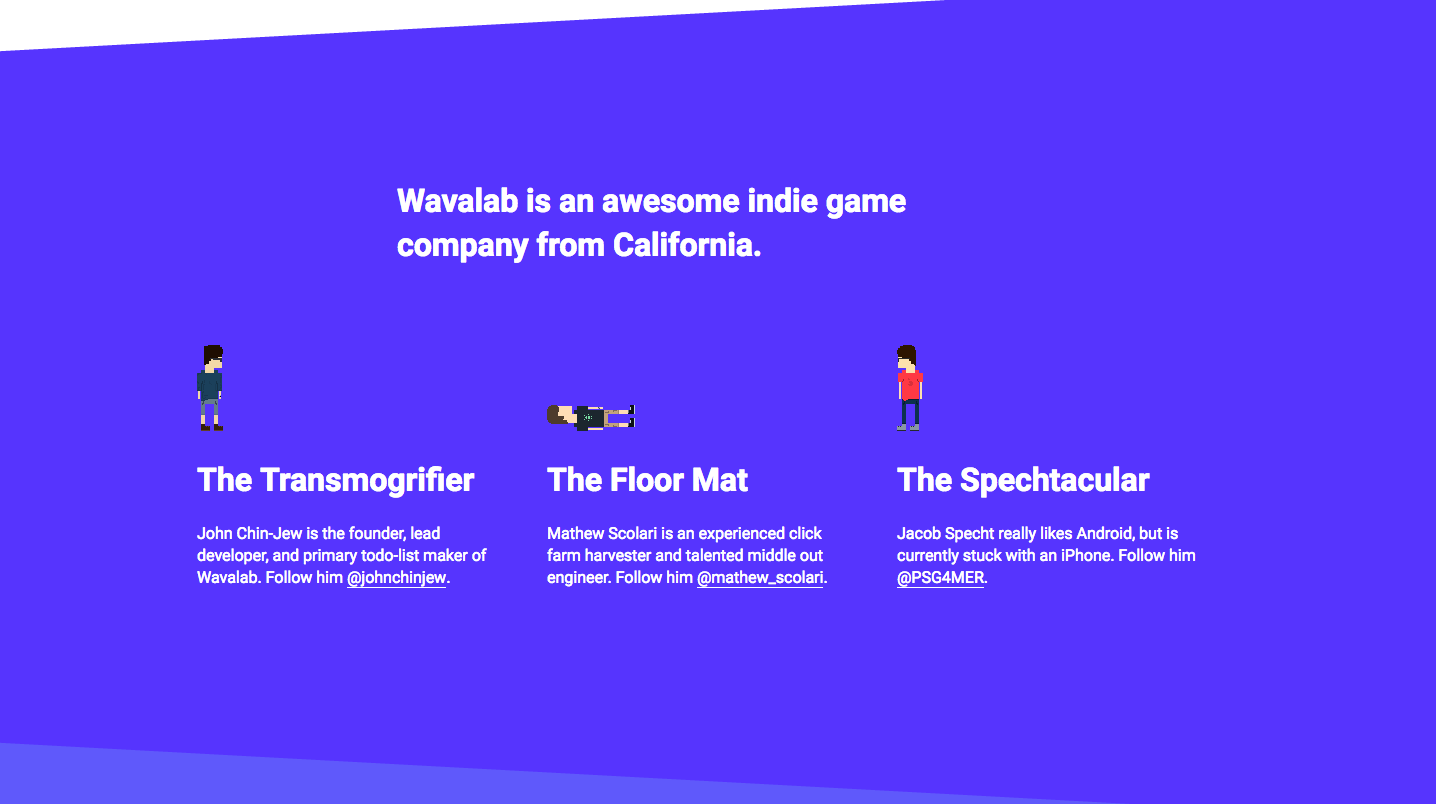 Wavalab is an awesome indie game
company from California.
The Transmogrifier
John Chin-Jew is the founder, lead
developer, and primary todo-list maker of
Wavalab. Follow him @johnchinjew.
The Floor Mat
Mathew Scolari is an experienced click
farm harvester and talented middle out
engineer. Follow him @mathew_scolari.
The Spechtacular
Jacob Specht really likes Android, but is
currently stuck with an iPhone. Follow him
@PSG4MER.